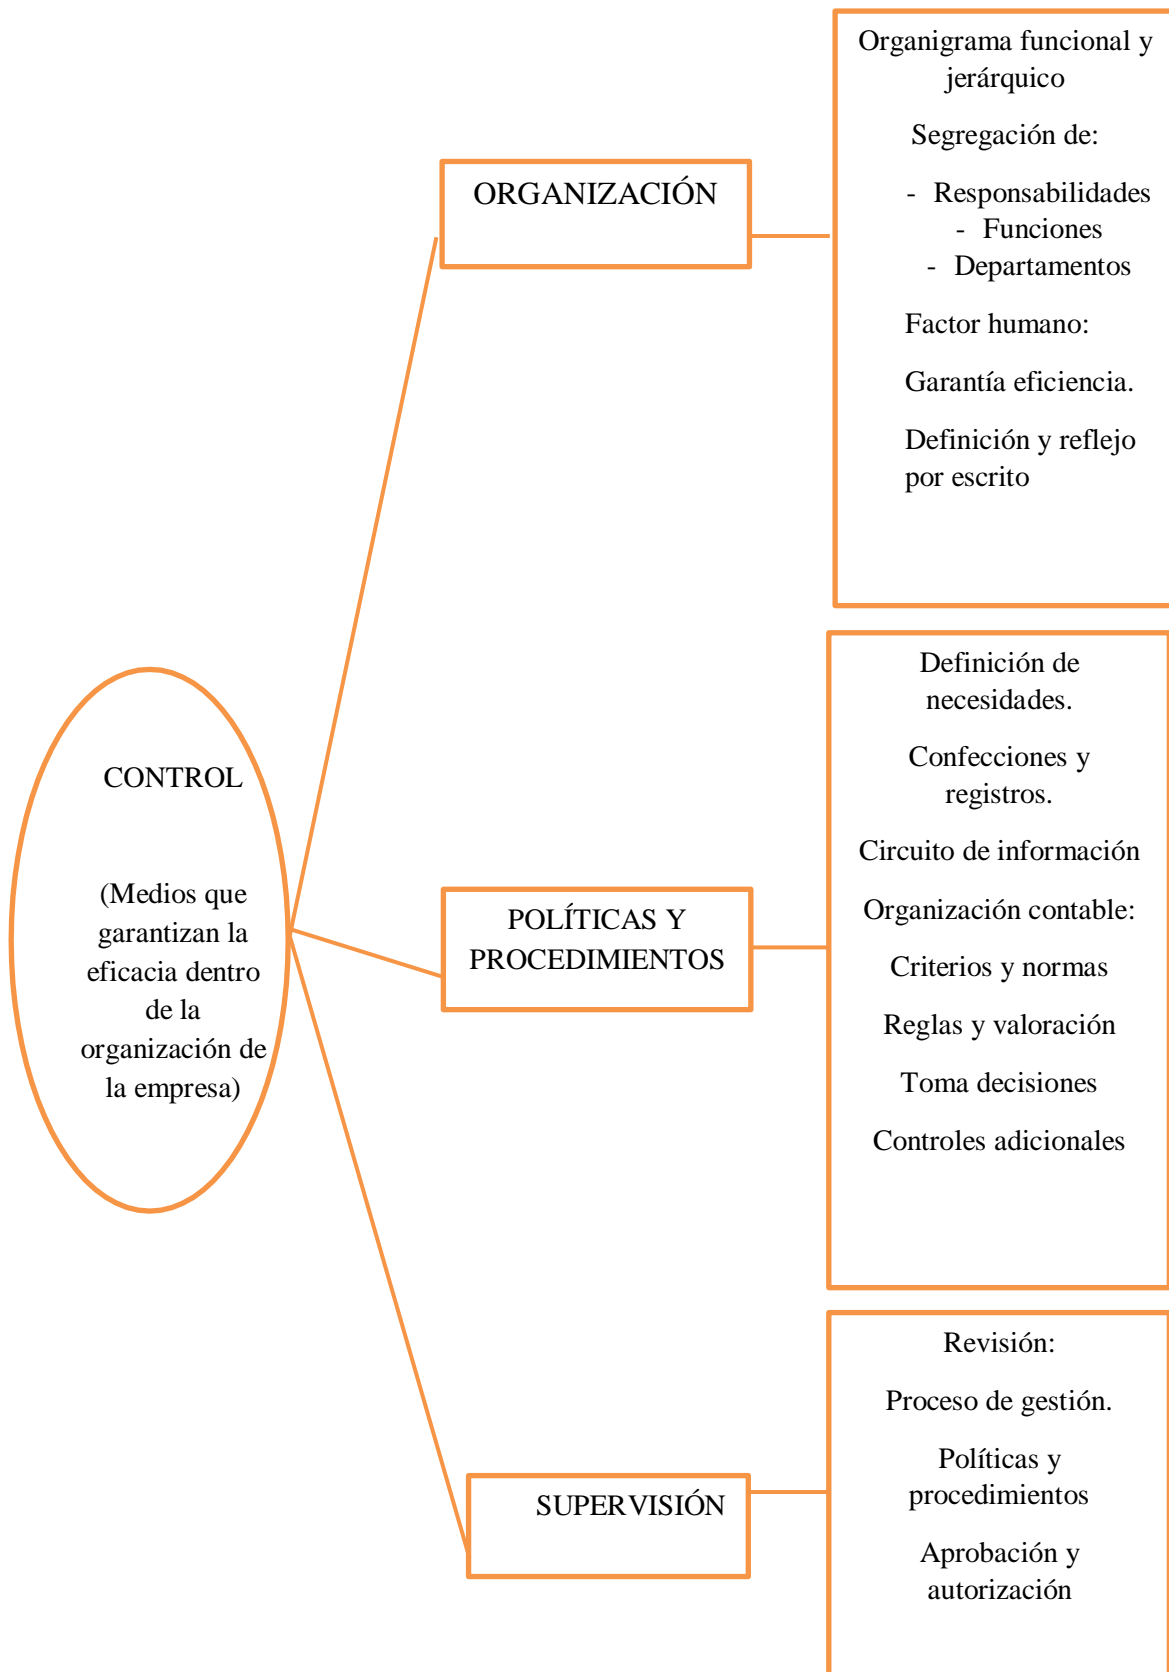 CONTROL
(Medios que
garantizan la
eficacia dentro
de la
organización de
la empresa)
ORGANIZACIÓN
Organigrama funcional y
jerárquico
Segregación de:
- Responsabilidades
- Funciones
- Departamentos
Factor humano:
Garantía eficiencia.
Definición y reflejo
por escrito
POLÍTICAS Y
PROCEDIMIENTOS
Definición de
necesidades.
Confecciones y
registros.
Circuito de información
Organización contable:
Criterios y normas
Reglas y valoración
Toma decisiones
Controles adicionales
SUPERVISIÓN
Revisión:
Proceso de gestión.
Políticas y
procedimientos
Aprobación y
autorización